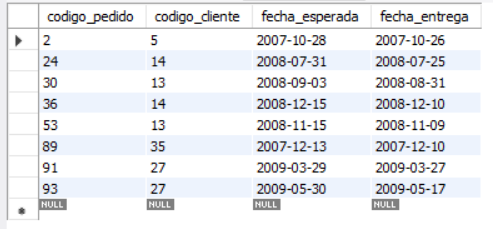 codigo_pedido codigo_cliente fecha_esperada fecha_entrega
2 5 2007-10-28 2007-10-26
24 14 2008-07-31 2008-07-25
30 13 2008-09-03 2008-08-31
36 14 2008-12-15 2008-12-10
53 13 2008-11-15 2008-11-09
89 35 2007-12-13 2007-12-10
91 27 2009-03-29 2009-03-27
93 27 2009-05-30 2009-05-17
NULL NULL NULL NULL